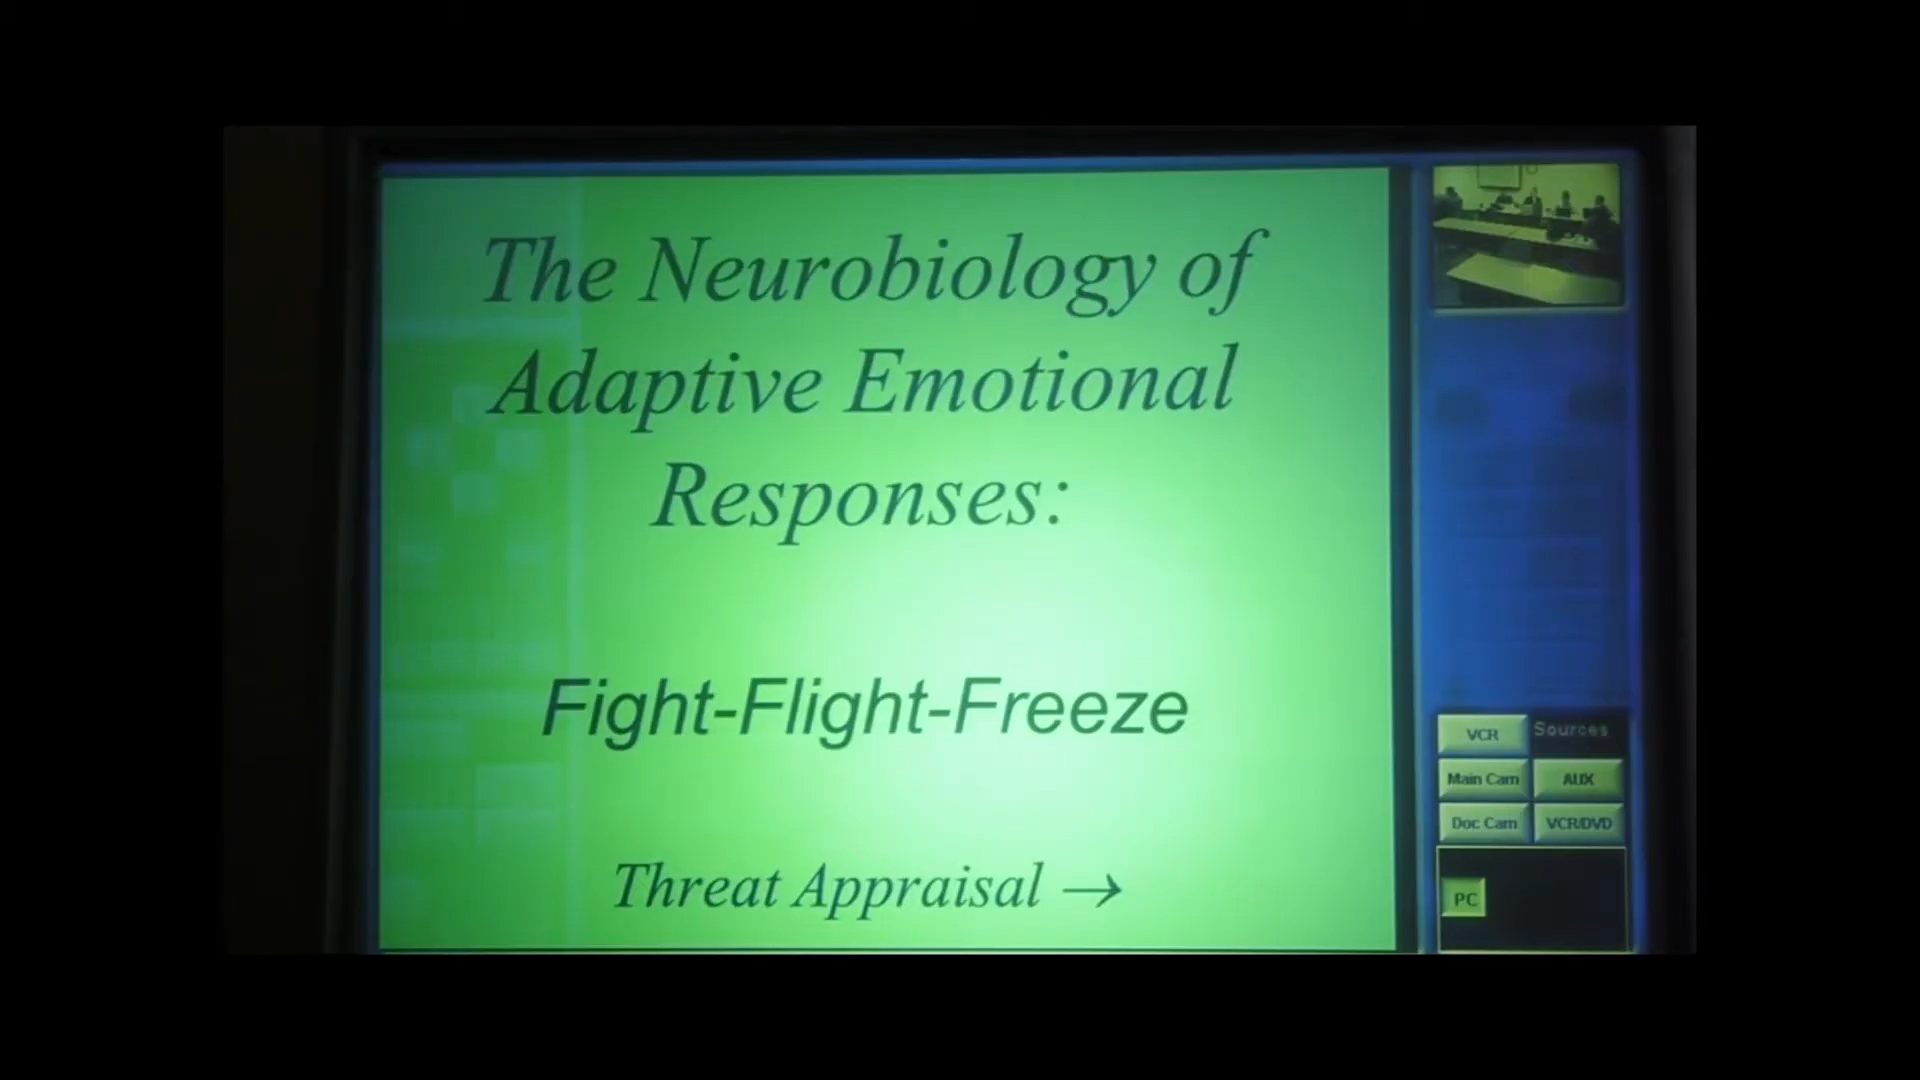 The Neurobiology of
Adaptive Emotional
Responses:
Fight-Flight-Freeze
Threat Appraisal →
VCR
Sources
Main Cam
AUX
Doc Cam
VCR/DVD
PC